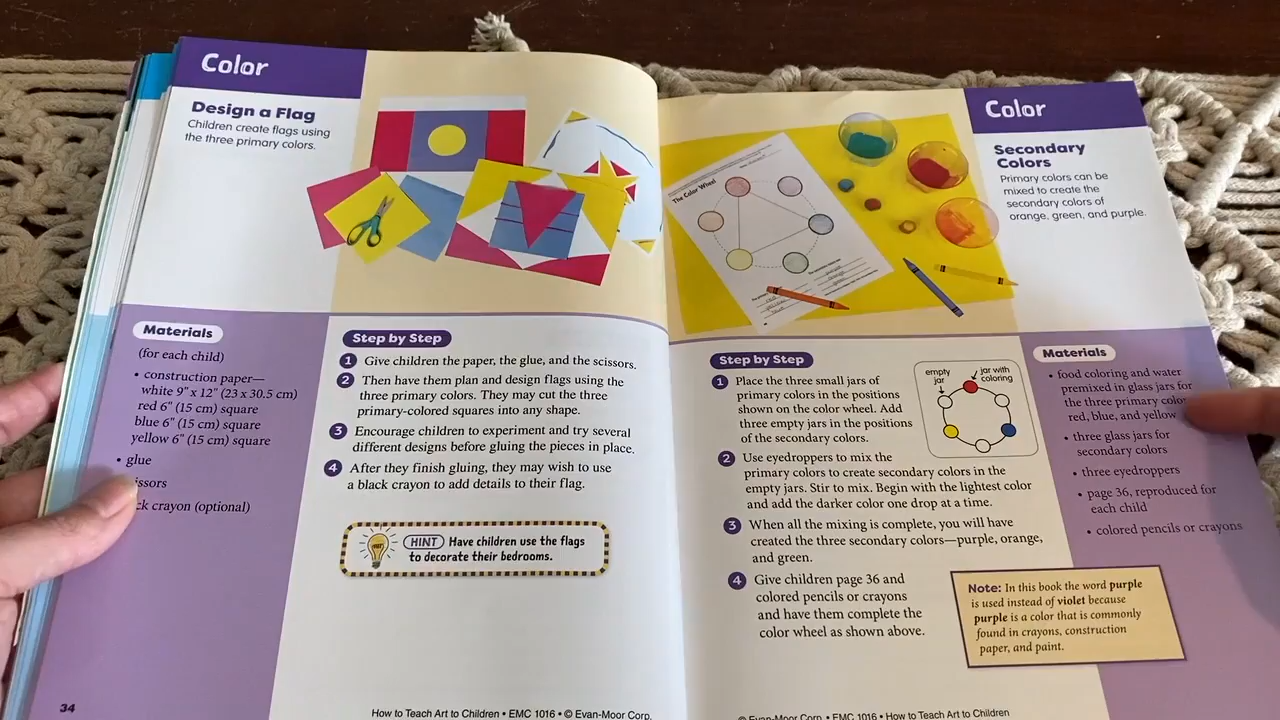 Color
Design a Flag
Children create flags using
the three primary colors.
Materials
(for each child)
• construction paper—
white 9" x 12" (23 x 30.5 cm)
red 6" (15 cm) square
blue 6" (15 cm) square
yellow 6" (15 cm) square
• glue
issors
ck crayon (optional)
Step by Step
1 Give children the paper, the glue, and the scissors.
2 Then have them plan and design flags using the
three primary colors. They may cut the three
primary-colored squares into any shape.
3 Encourage children to experiment and try several
different designs before gluing the pieces in place.
4 After they finish gluing, they may wish to use
a black crayon to add details to their flag.
HINT Have children use the flags
to decorate their bedrooms.
34
How to Teach Art to Children • EMC 1016 • © Evan-Moor Corp.
The Color Wheel
Color
Secondary
Colors
Primary colors can be
mixed to create the
secondary colors of
orange, green, and purple.
Step by Step
1 Place the three small jars of
primary colors in the positions
shown on the color wheel. Add
three empty jars in the positions
of the secondary colors.
2 Use eyedroppers to mix the
primary colors to create secondary colors in the
empty jars. Stir to mix. Begin with the lightest color
and add the darker color one drop at a time.
3 When all the mixing is complete, you will have
created the three secondary colors—purple, orange,
and green.
4 Give children page 36 and
colored pencils or crayons
and have them complete the
color wheel as shown above.
empty
jar
jar with
coloring
Materials
• food coloring and water
premixed in glass jars for
the three primary color
red, blue, and yellow
• three glass jars for
secondary colors
• three eyedroppers
• page 36, reproduced for
each child
• colored pencils or crayons
Note: In this book the word purple
is used instead of violet because
purple is a color that is commonly
found in crayons, construction
paper, and paint.
© Evan-Moor Corp. • EMC 1016 • How to Teach Art to Children